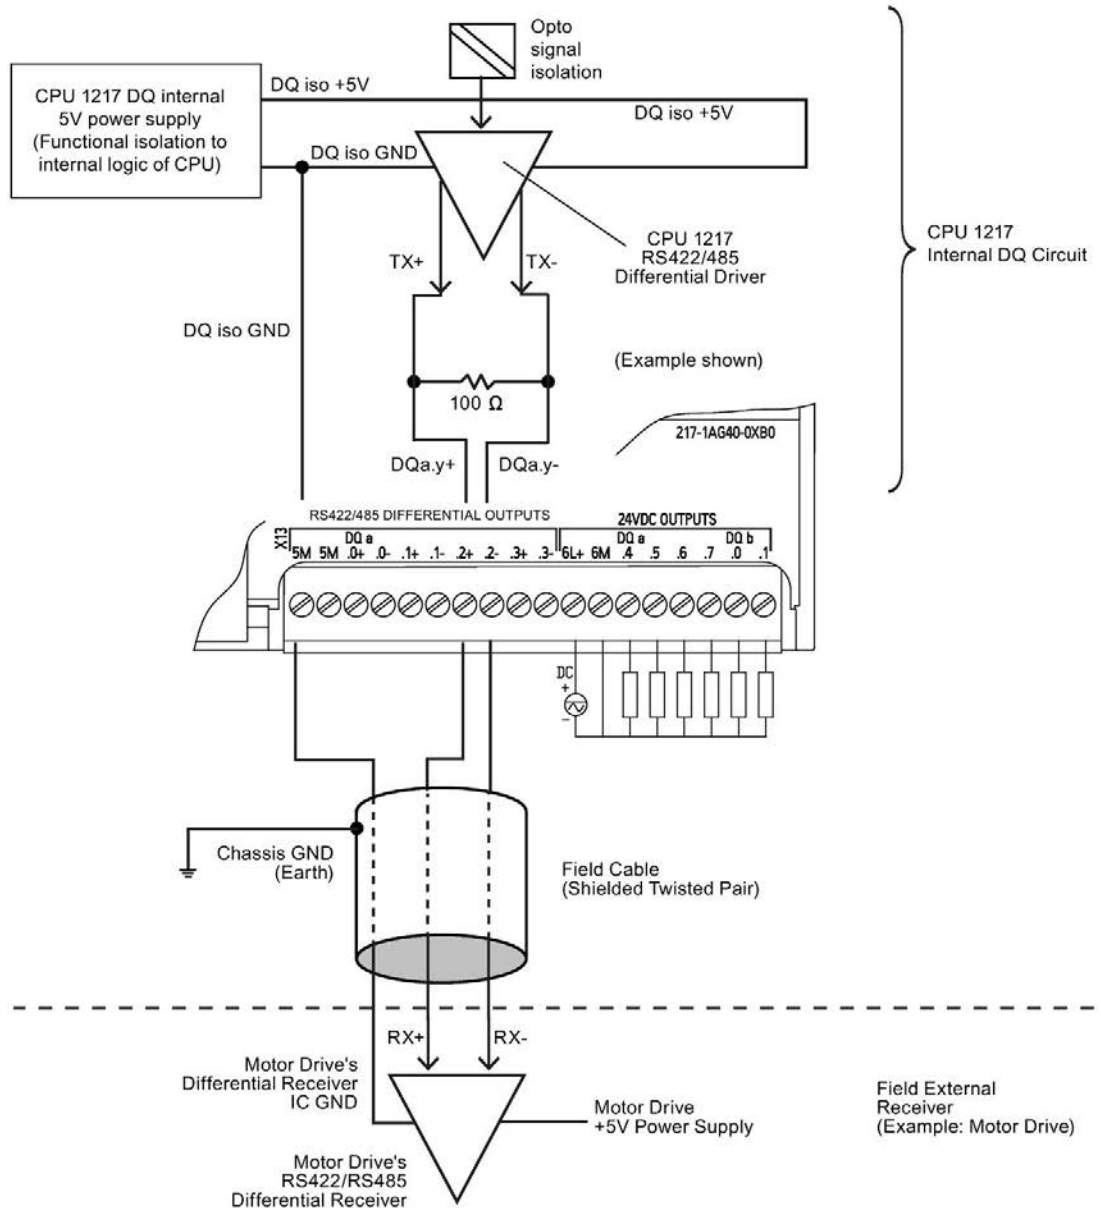 Opto
signal
isolation
CPU 1217 DQ internal
5V power supply
(Functional isolation to
internal logic of CPU)
DQ iso +5V
DQ iso +5V
DQ iso GND
CPU 1217
RS422/485
Differential Driver
CPU 1217
Internal DQ Circuit
TX+
TX-
DQ iso GND
(Example shown)
100 Ω
217-1AG40-0XB0
DQa.y+
DQa.y-
RS422/485 DIFFERENTIAL OUTPUTS
24VDC OUTPUTS
X13
DQ a
DQ a
DQ b
5M 5M .0+ .0- .1+ .1- .2+ .2- .3+ .3- 6L+ 6M .4 .5 .6 .7 .0 .1
DC
+
–
Chassis GND
(Earth)
Field Cable
(Shielded Twisted Pair)
RX+
RX-
Motor Drive's
Differential Receiver
IC GND
Motor Drive
+5V Power Supply
Field External
Receiver
(Example: Motor Drive)
Motor Drive's
RS422/RS485
Differential Receiver